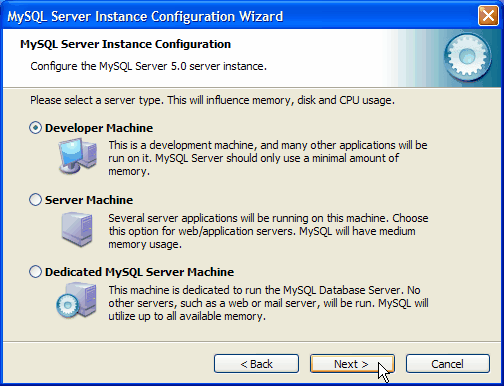 MySQL Server Instance Configuration Wizard
MySQL Server Instance Configuration
Configure the MySQL Server 5.0 server instance.
Please select a server type. This will influence memory, disk and CPU usage.
Developer Machine
This is a development machine, and many other applications will be
run on it. MySQL Server should only use a minimal amount of
memory.
Server Machine
Several server applications will be running on this machine. Choose
this option for web/application servers. MySQL will have medium
memory usage.
Dedicated MySQL Server Machine
This machine is dedicated to run the MySQL Database Server. No
other servers, such as a web or mail server, will be run. MySQL will
utilize up to all available memory.
< Back
Next >
Cancel